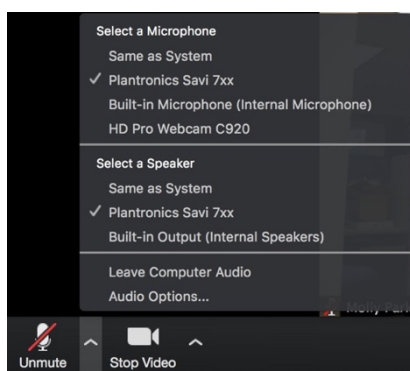 Select a Microphone
Same as System
✓ Plantronics Savi 7xx
Built-in Microphone (Internal Microphone)
HD Pro Webcam C920
Select a Speaker
Same as System
✓ Plantronics Savi 7xx
Built-in Output (Internal Speakers)
Leave Computer Audio
Audio Options...
Molly
Unmute
Stop Video